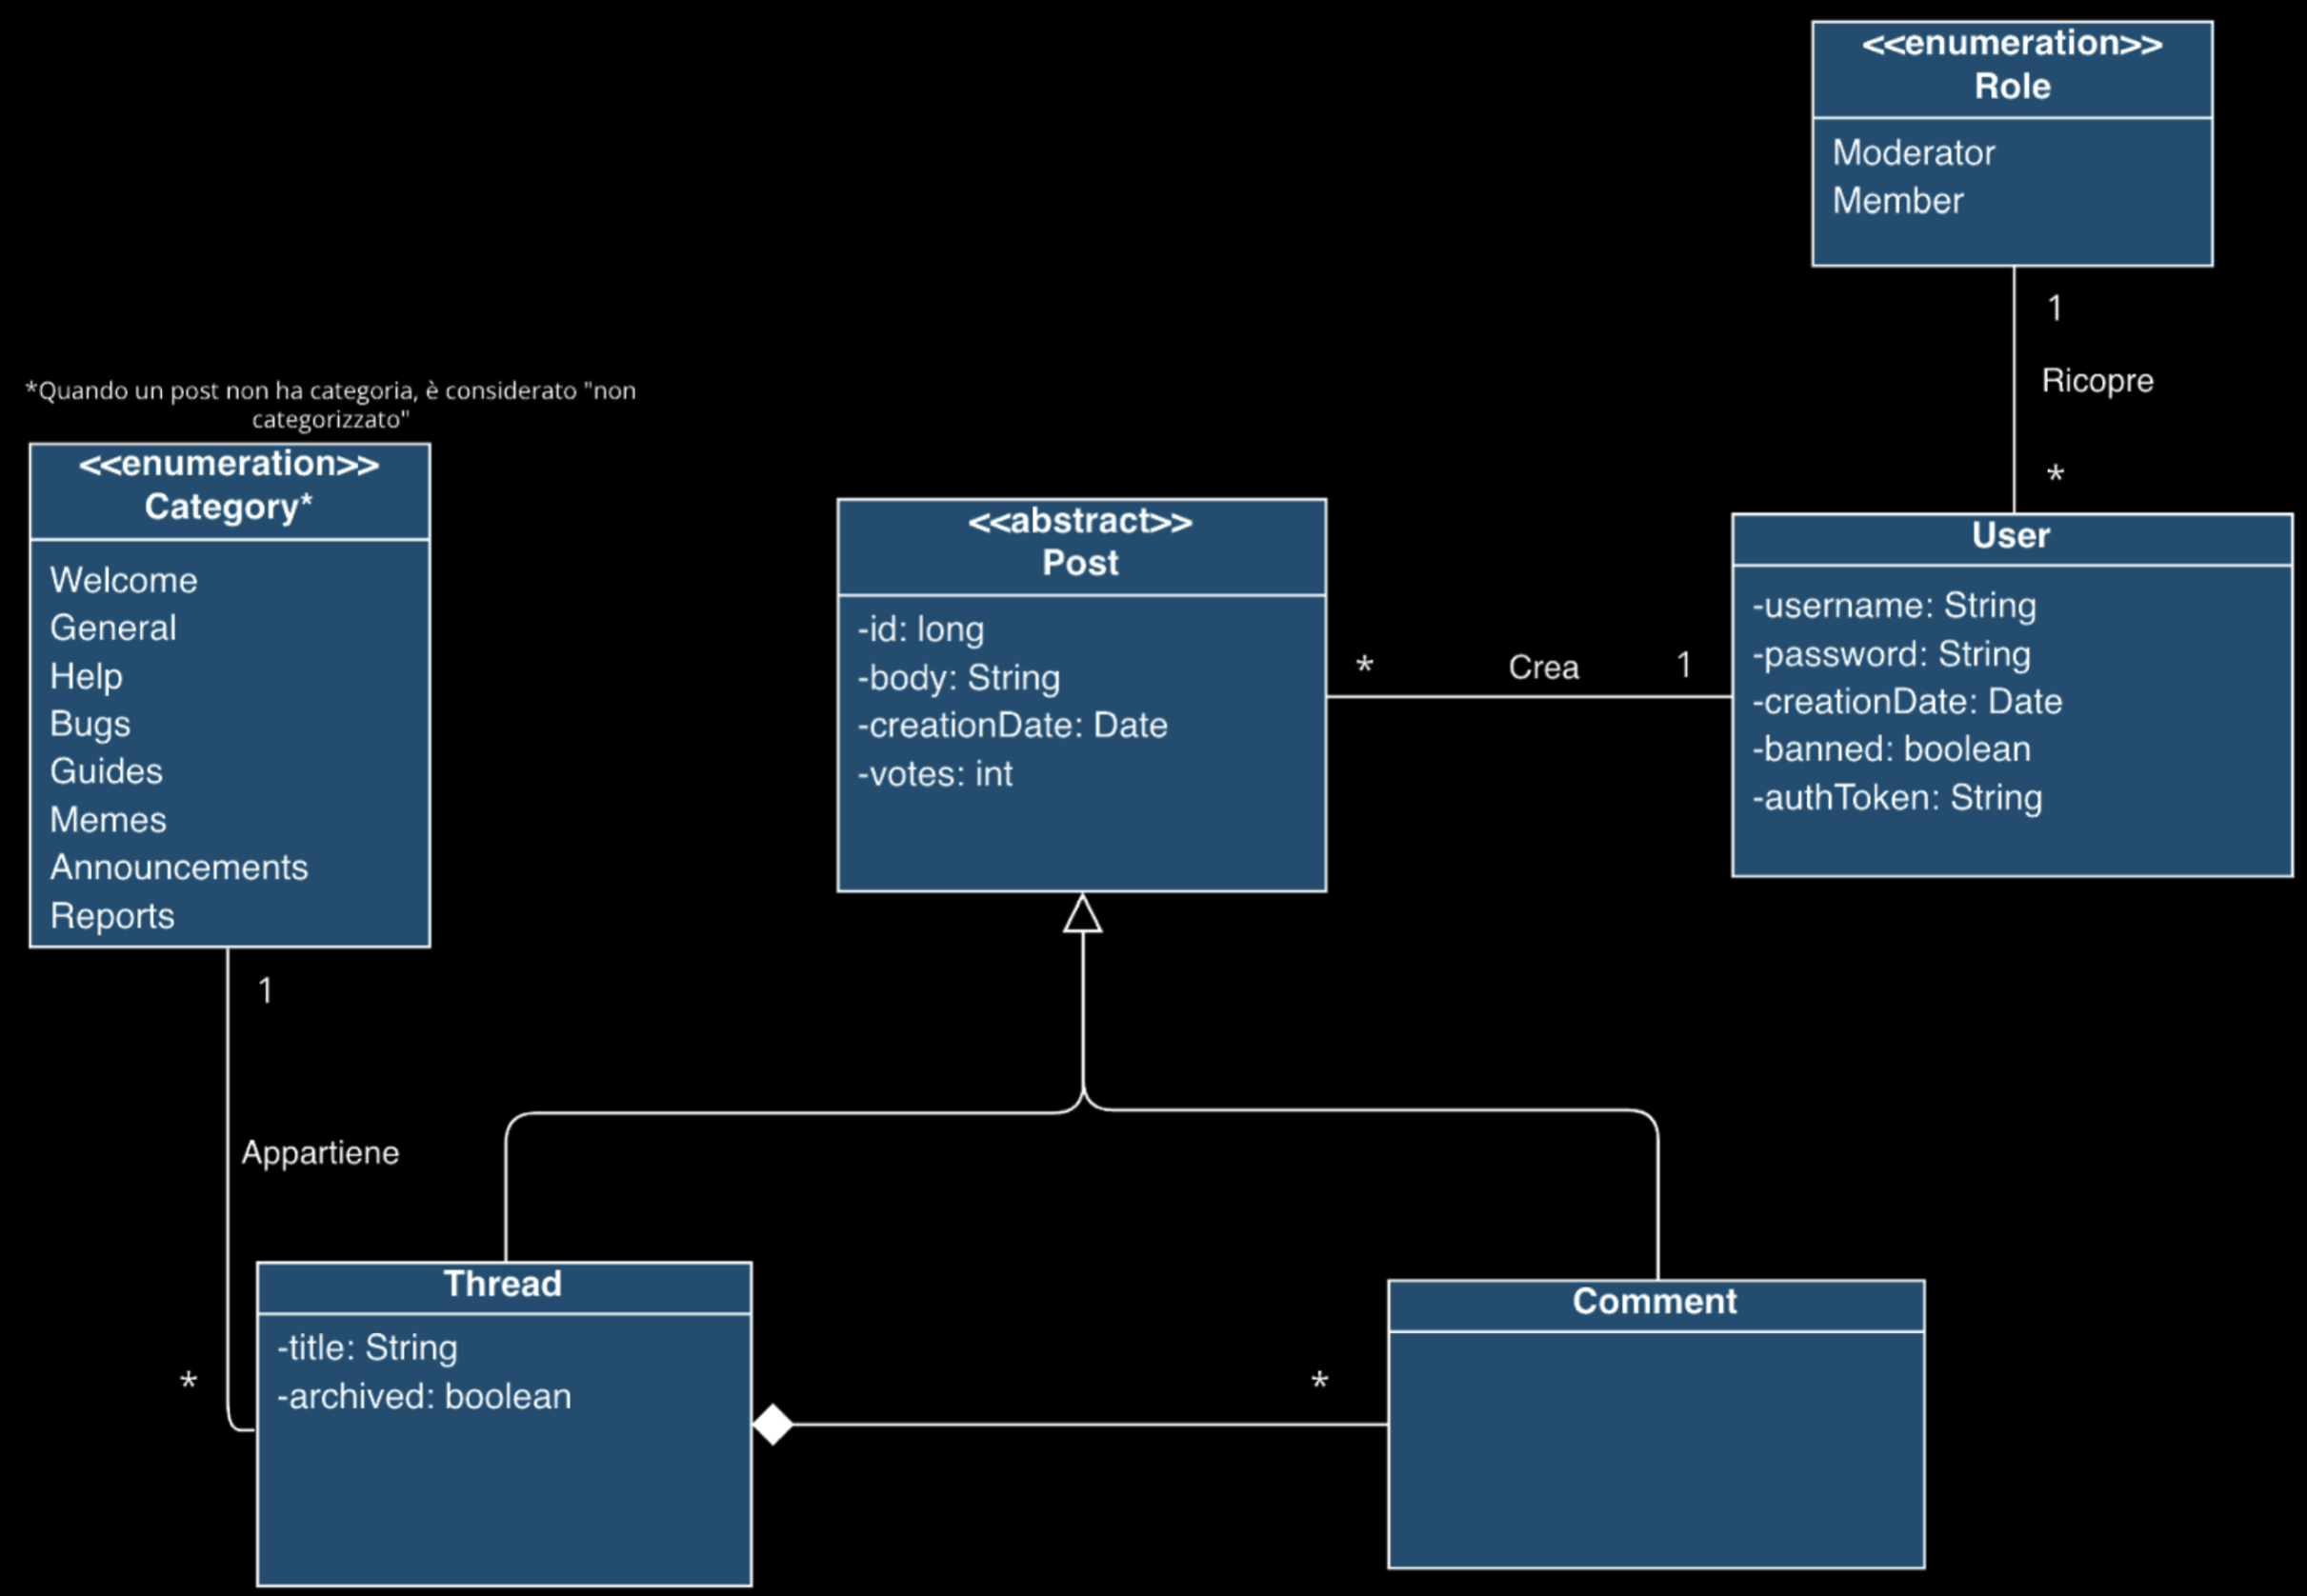 <<enumeration>>
Role
Moderator
Member
1
Ricopre
*
*Quando un post non ha categoria, è considerato "non
categorizzato"
<<enumeration>>
Category*
Welcome
General
Help
Bugs
Guides
Memes
Announcements
Reports
<<abstract>>
Post
-id: long
-body: String
-creationDate: Date
-votes: int
* Crea 1
User
-username: String
-password: String
-creationDate: Date
-banned: boolean
-authToken: String
1
Appartiene
*
Thread
-title: String
-archived: boolean
*
Comment